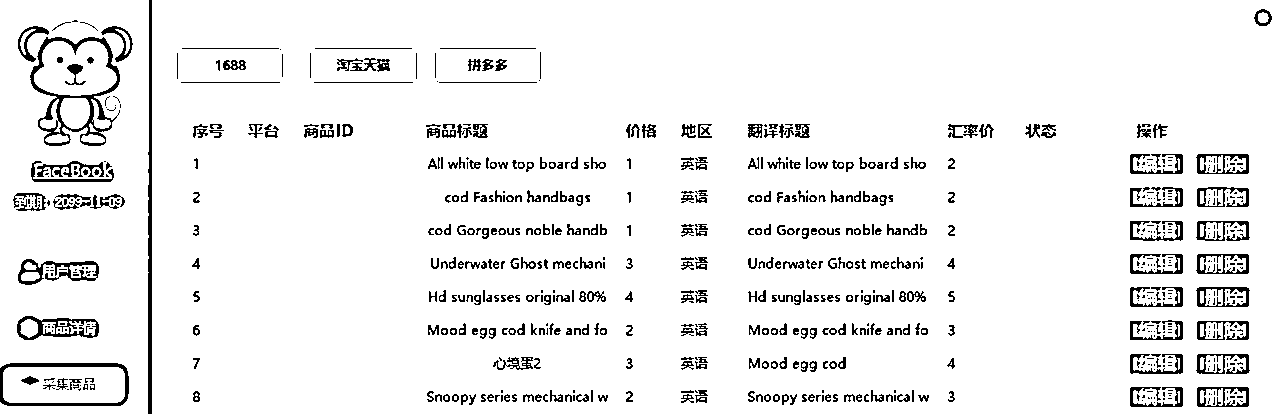 FaceBook
到期：2099-11-09
用户管理
商品详情
采集商品
1688 淘宝天猫 拼多多
序号 平台 商品ID 商品标题 价格 地区 翻译标题 汇率价 状态 操作
1 All white low top board sho 1 英语 All white low top board sho 2 [编辑] [删除]
2 cod Fashion handbags 1 英语 cod Fashion handbags 2 [编辑] [删除]
3 cod Gorgeous noble handb 1 英语 cod Gorgeous noble handb 2 [编辑] [删除]
4 Underwater Ghost mechani 3 英语 Underwater Ghost mechani 4 [编辑] [删除]
5 Hd sunglasses original 80% 4 英语 Hd sunglasses original 80% 5 [编辑] [删除]
6 Mood egg cod knife and fo 2 英语 Mood egg cod knife and fo 3 [编辑] [删除]
7 心境蛋2 3 英语 Mood egg cod 4 [编辑] [删除]
8 Snoopy series mechanical w 2 英语 Snoopy series mechanical w 3 [编辑] [删除]